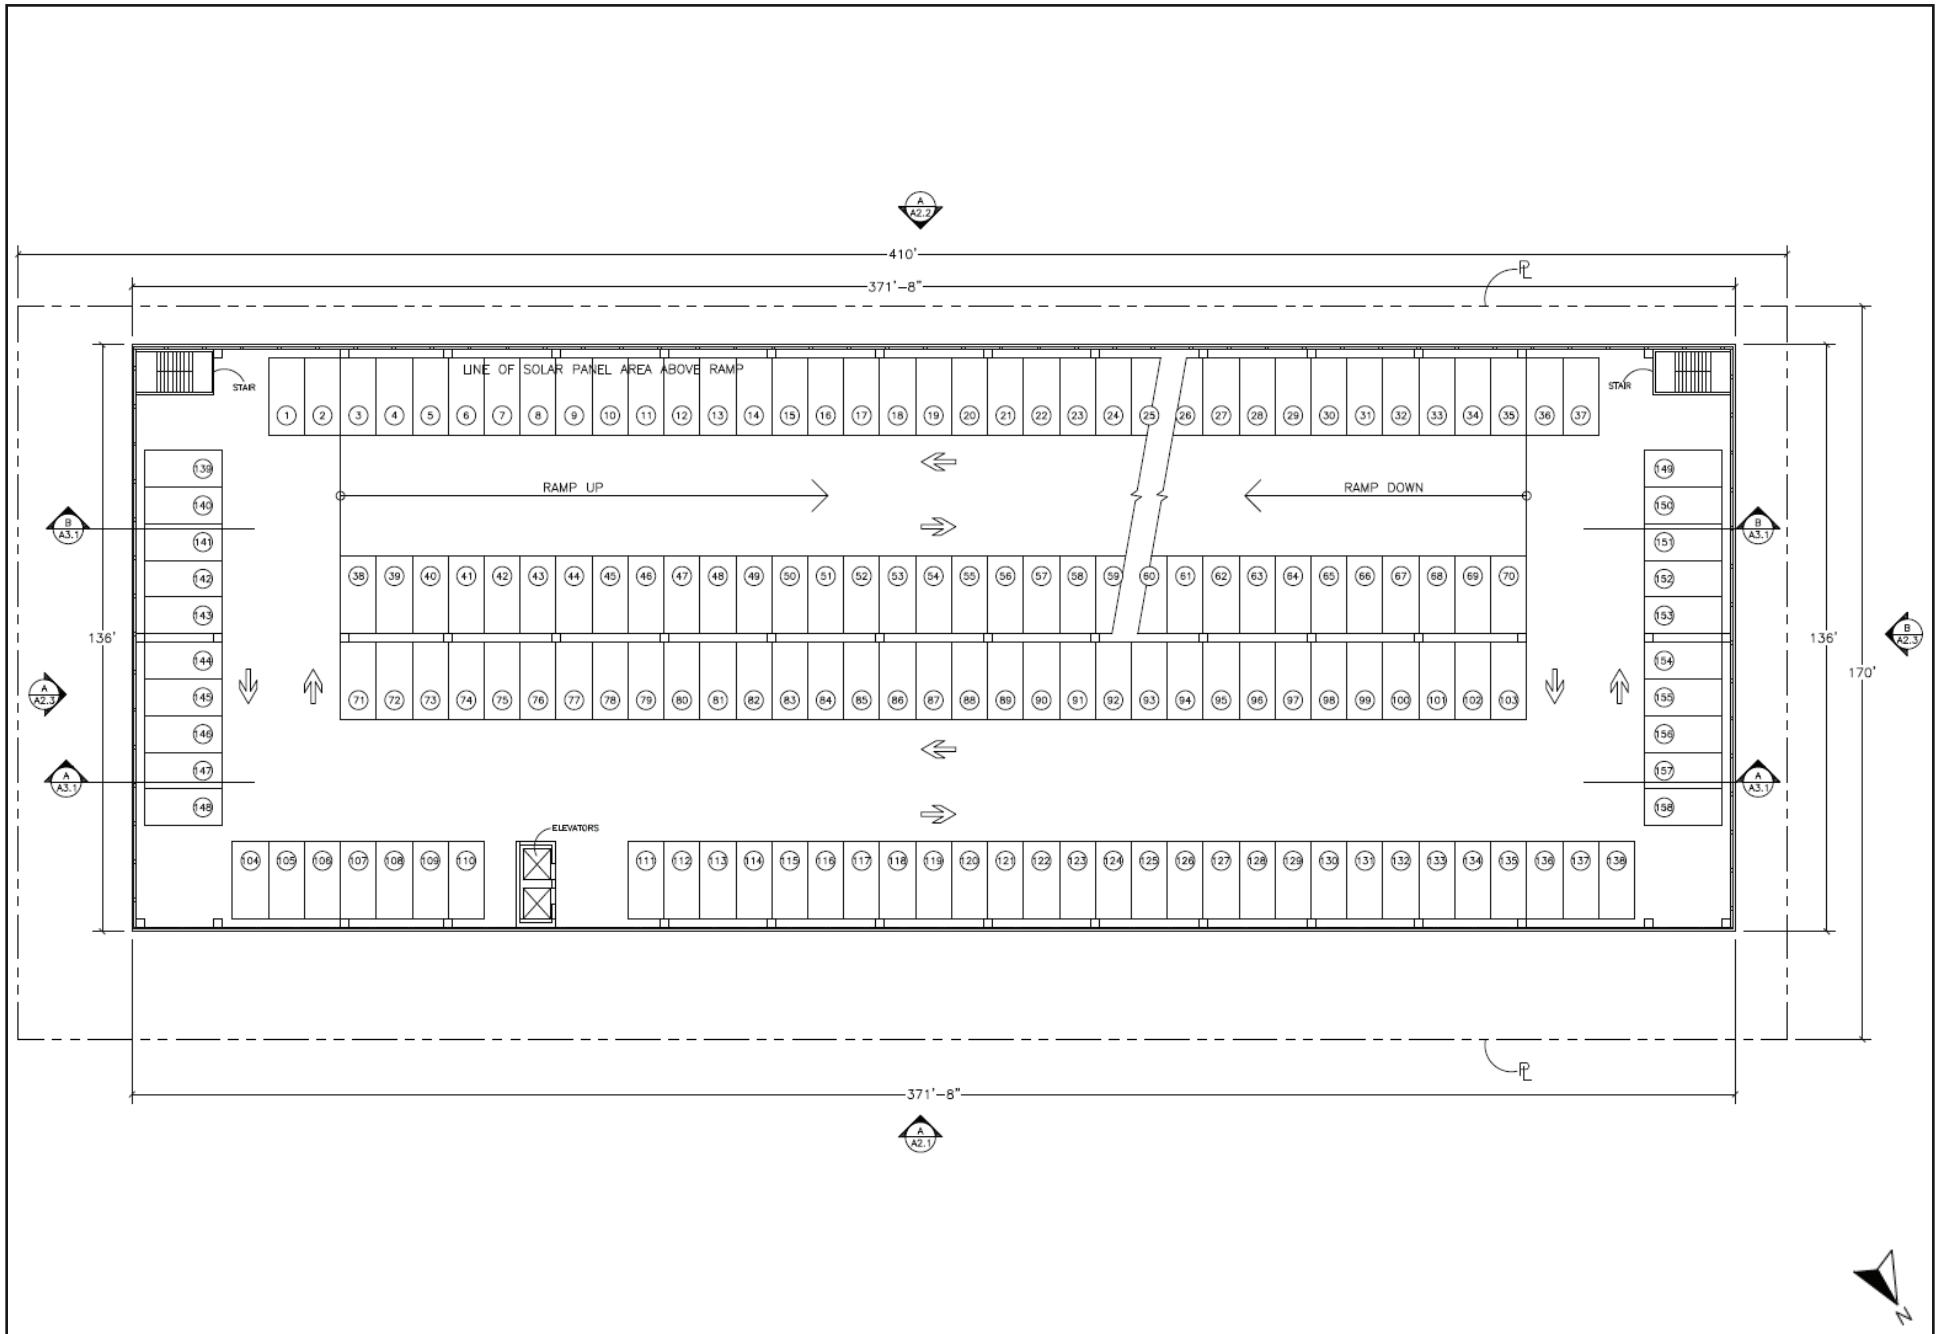 A
A2.2
410'
℄
371'-8"
STAIR
LINE OF SOLAR PANEL AREA ABOVE RAMP
STAIR
1 2 3 4 5 6 7 8 9 10 11 12 13 14 15 16 17 18 19 20 21 22 23 24 25 26 27 28 29 30 31 32 33 34 35 36 37
139 149
RAMP UP RAMP DOWN
140 150
B
A3.1
B
A3.1
141 151
142 38 39 40 41 42 43 44 45 46 47 48 49 50 51 52 53 54 55 56 57 58 59 60 61 62 63 64 65 66 67 68 69 70 152
143 153
136' 136'
B
A2.3
144 154
170'
A
A2.3
145 71 72 73 74 75 76 77 78 79 80 81 82 83 84 85 86 87 88 89 90 91 92 93 94 95 96 97 98 99 100 101 102 103 155
146 156
147 157
A
A3.1
A
A3.1
148 158
ELEVATORS
104 105 106 107 108 109 110 111 112 113 114 115 116 117 118 119 120 121 122 123 124 125 126 127 128 129 130 131 132 133 134 135 136 137 138
PL
371'-8"
A
A2.1
N